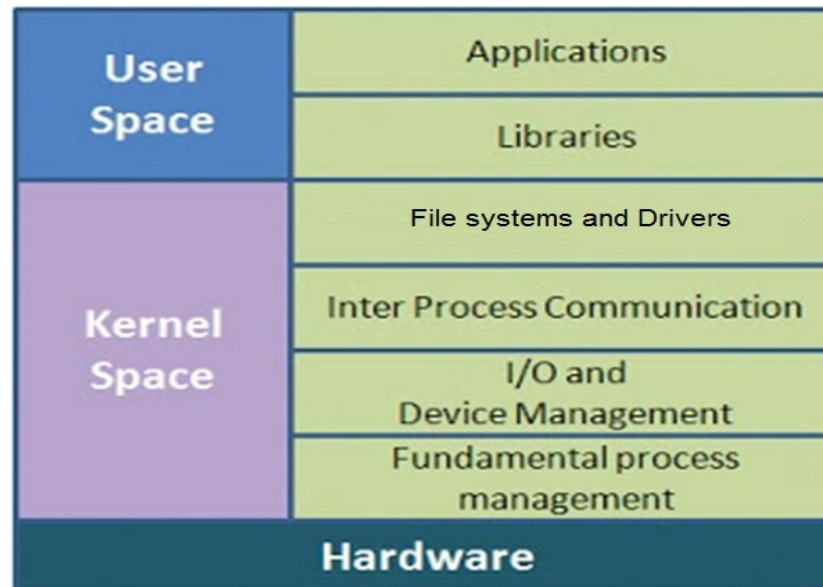 User
Space
Applications
Libraries
Kernel
Space
File systems and Drivers
Inter Process Communication
I/O and
Device Management
Fundamental process
management
Hardware